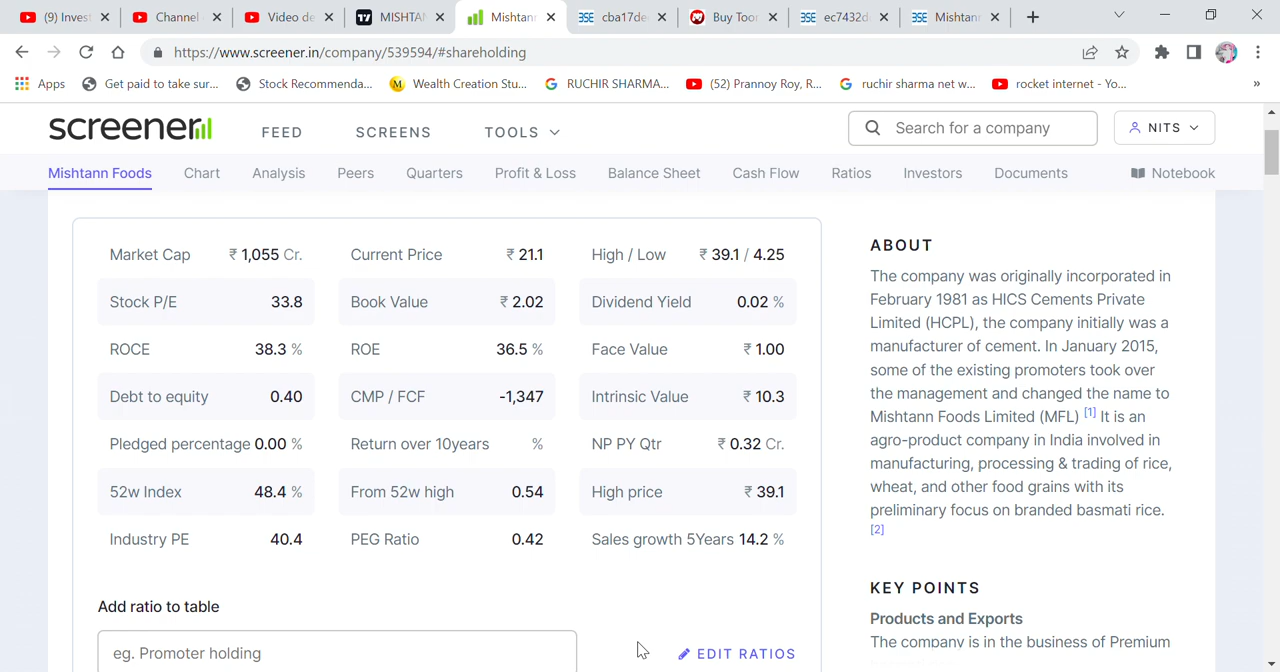 (9) Invest
Channel
Video de
MISHTAN
Mishtann
cba17de
Buy Toor
ec7432d
Mishtann
https://www.screener.in/company/539594/#shareholding
Apps
Get paid to take sur...
Stock Recommenda...
Wealth Creation Stu...
RUCHIR SHARMA...
(52) Prannoy Roy, R...
ruchir sharma net w...
rocket internet - Yo...
»
screener
FEED
SCREENS
TOOLS
Search for a company
NITS
Mishtann Foods
Chart
Analysis
Peers
Quarters
Profit & Loss
Balance Sheet
Cash Flow
Ratios
Investors
Documents
Notebook
Market Cap ₹ 1,055 Cr.
Current Price ₹ 21.1
High / Low ₹ 39.1 / 4.25
Stock P/E 33.8
Book Value ₹ 2.02
Dividend Yield 0.02 %
ROCE 38.3 %
ROE 36.5 %
Face Value ₹ 1.00
Debt to equity 0.40
CMP / FCF -1,347
Intrinsic Value ₹ 10.3
Pledged percentage 0.00 %
Return over 10years %
NP PY Qtr ₹ 0.32 Cr.
52w Index 48.4 %
From 52w high 0.54
High price ₹ 39.1
Industry PE 40.4
PEG Ratio 0.42
Sales growth 5Years 14.2 %
Add ratio to table
eg. Promoter holding
EDIT RATIOS
ABOUT
The company was originally incorporated in
February 1981 as HICS Cements Private
Limited (HCPL), the company initially was a
manufacturer of cement. In January 2015,
some of the existing promoters took over
the management and changed the name to
Mishtann Foods Limited (MFL) [1] It is an
agro-product company in India involved in
manufacturing, processing & trading of rice,
wheat, and other food grains with its
preliminary focus on branded basmati rice.
[2]
KEY POINTS
Products and Exports
The company is in the business of Premium